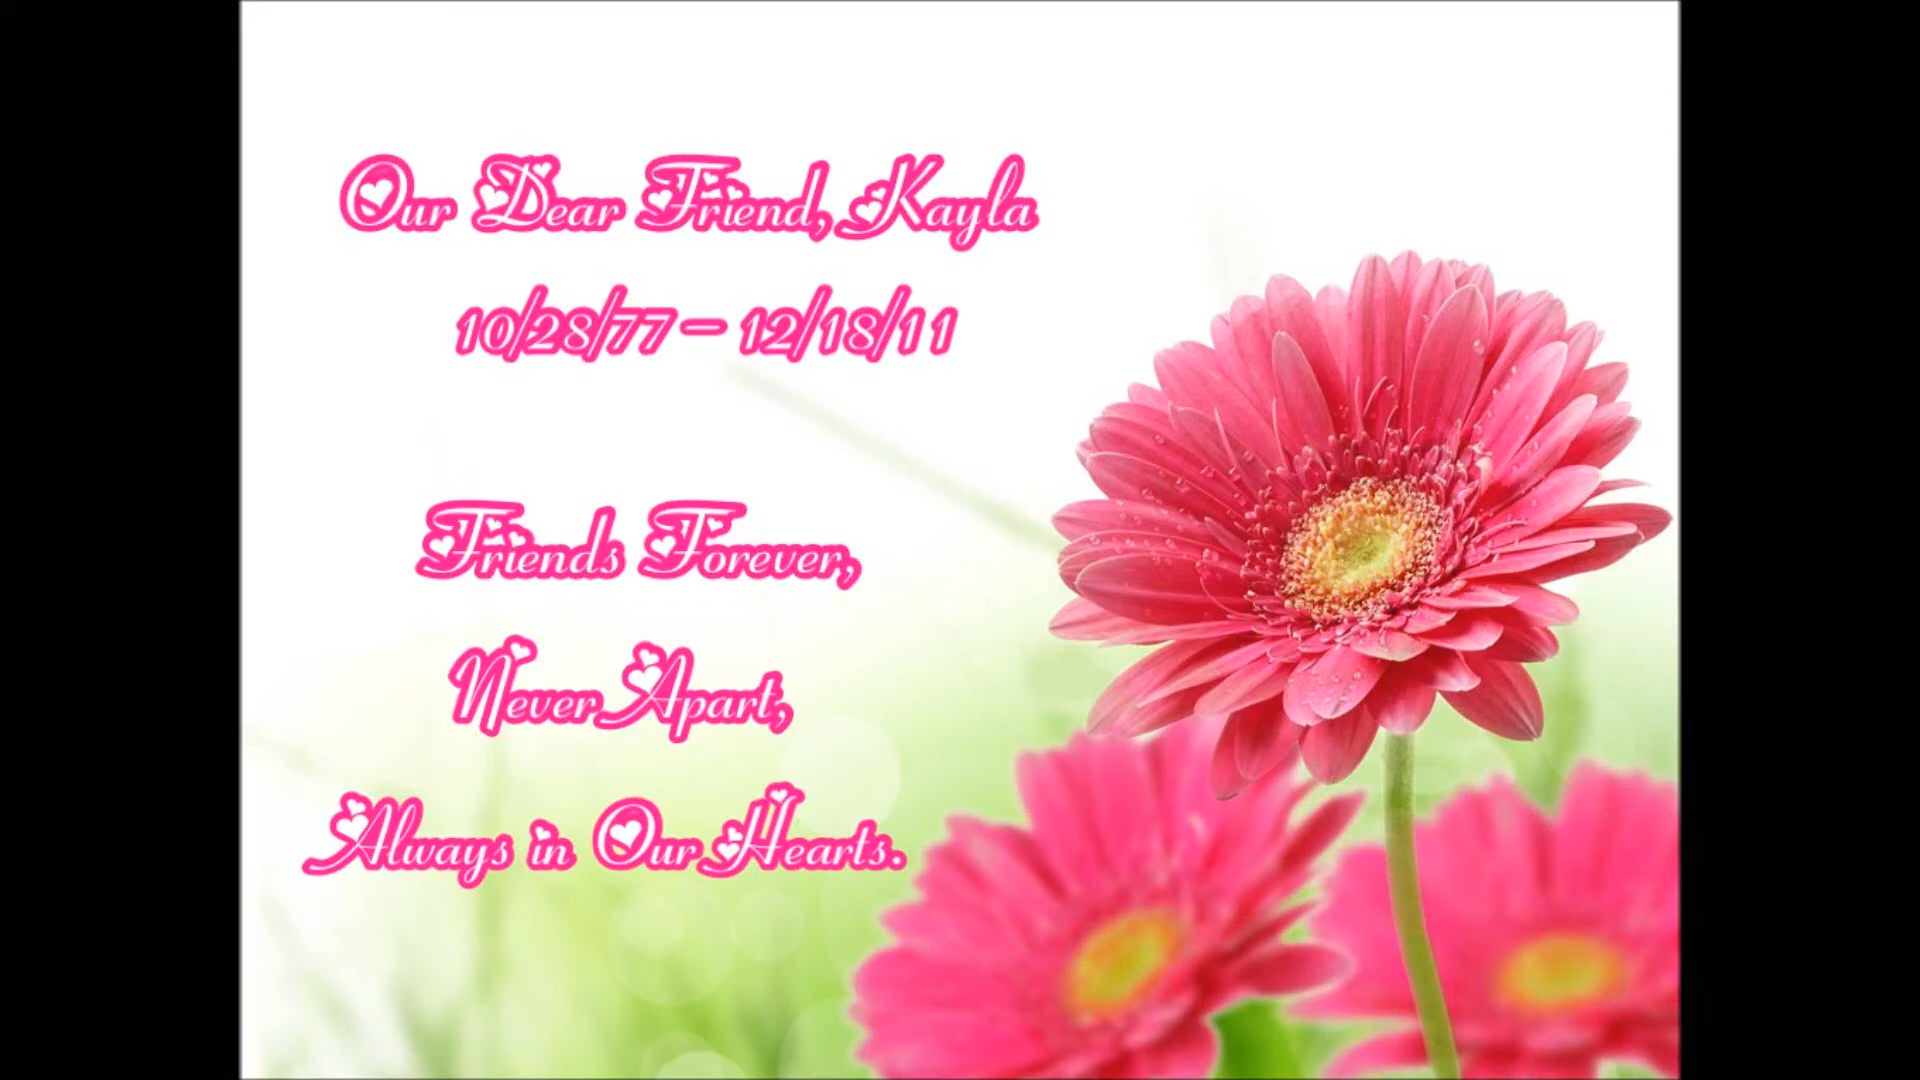 Our Dear Friend, Kayla
10/28/77 – 12/18/11
Friends Forever,
Never Apart,
Always in Our Hearts.